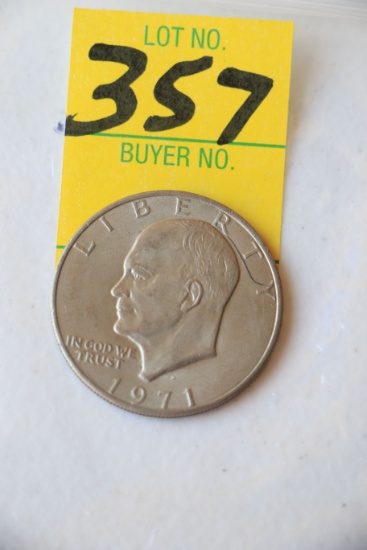 LOT NO.
357
BUYER NO.
LIBERTY
IN GOD WE
TRUST
1971